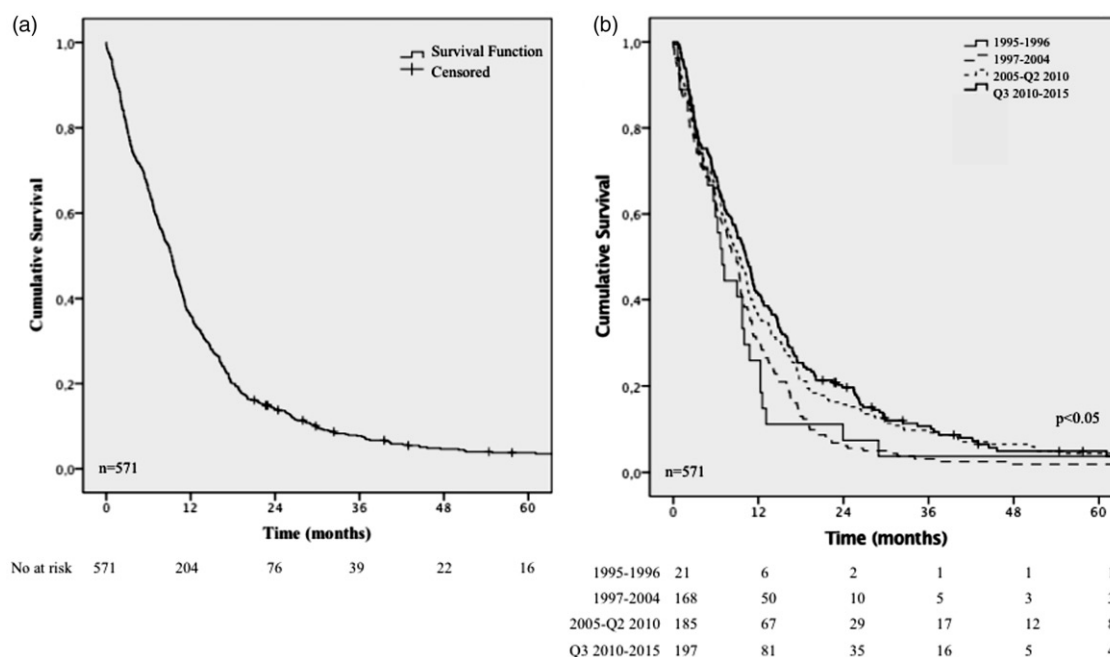 (a)
1,0
0,8
0,6
0,4
0,2
0,0
Cumulative Survival
Survival Function
Censored
n=571
0 12 24 36 48 60
Time (months)
No at risk 571 204 76 39 22 16
(b)
1,0
0,8
0,6
0,4
0,2
0,0
Cumulative Survival
1995-1996
1997-2004
2005-Q2 2010
Q3 2010-2015
p<0.05
n=571
0 12 24 36 48 60
Time (months)
1995-1996 21 6 2 1 1
1997-2004 168 50 10 5 3
2005-Q2 2010 185 67 29 17 12
Q3 2010-2015 197 81 35 16 5